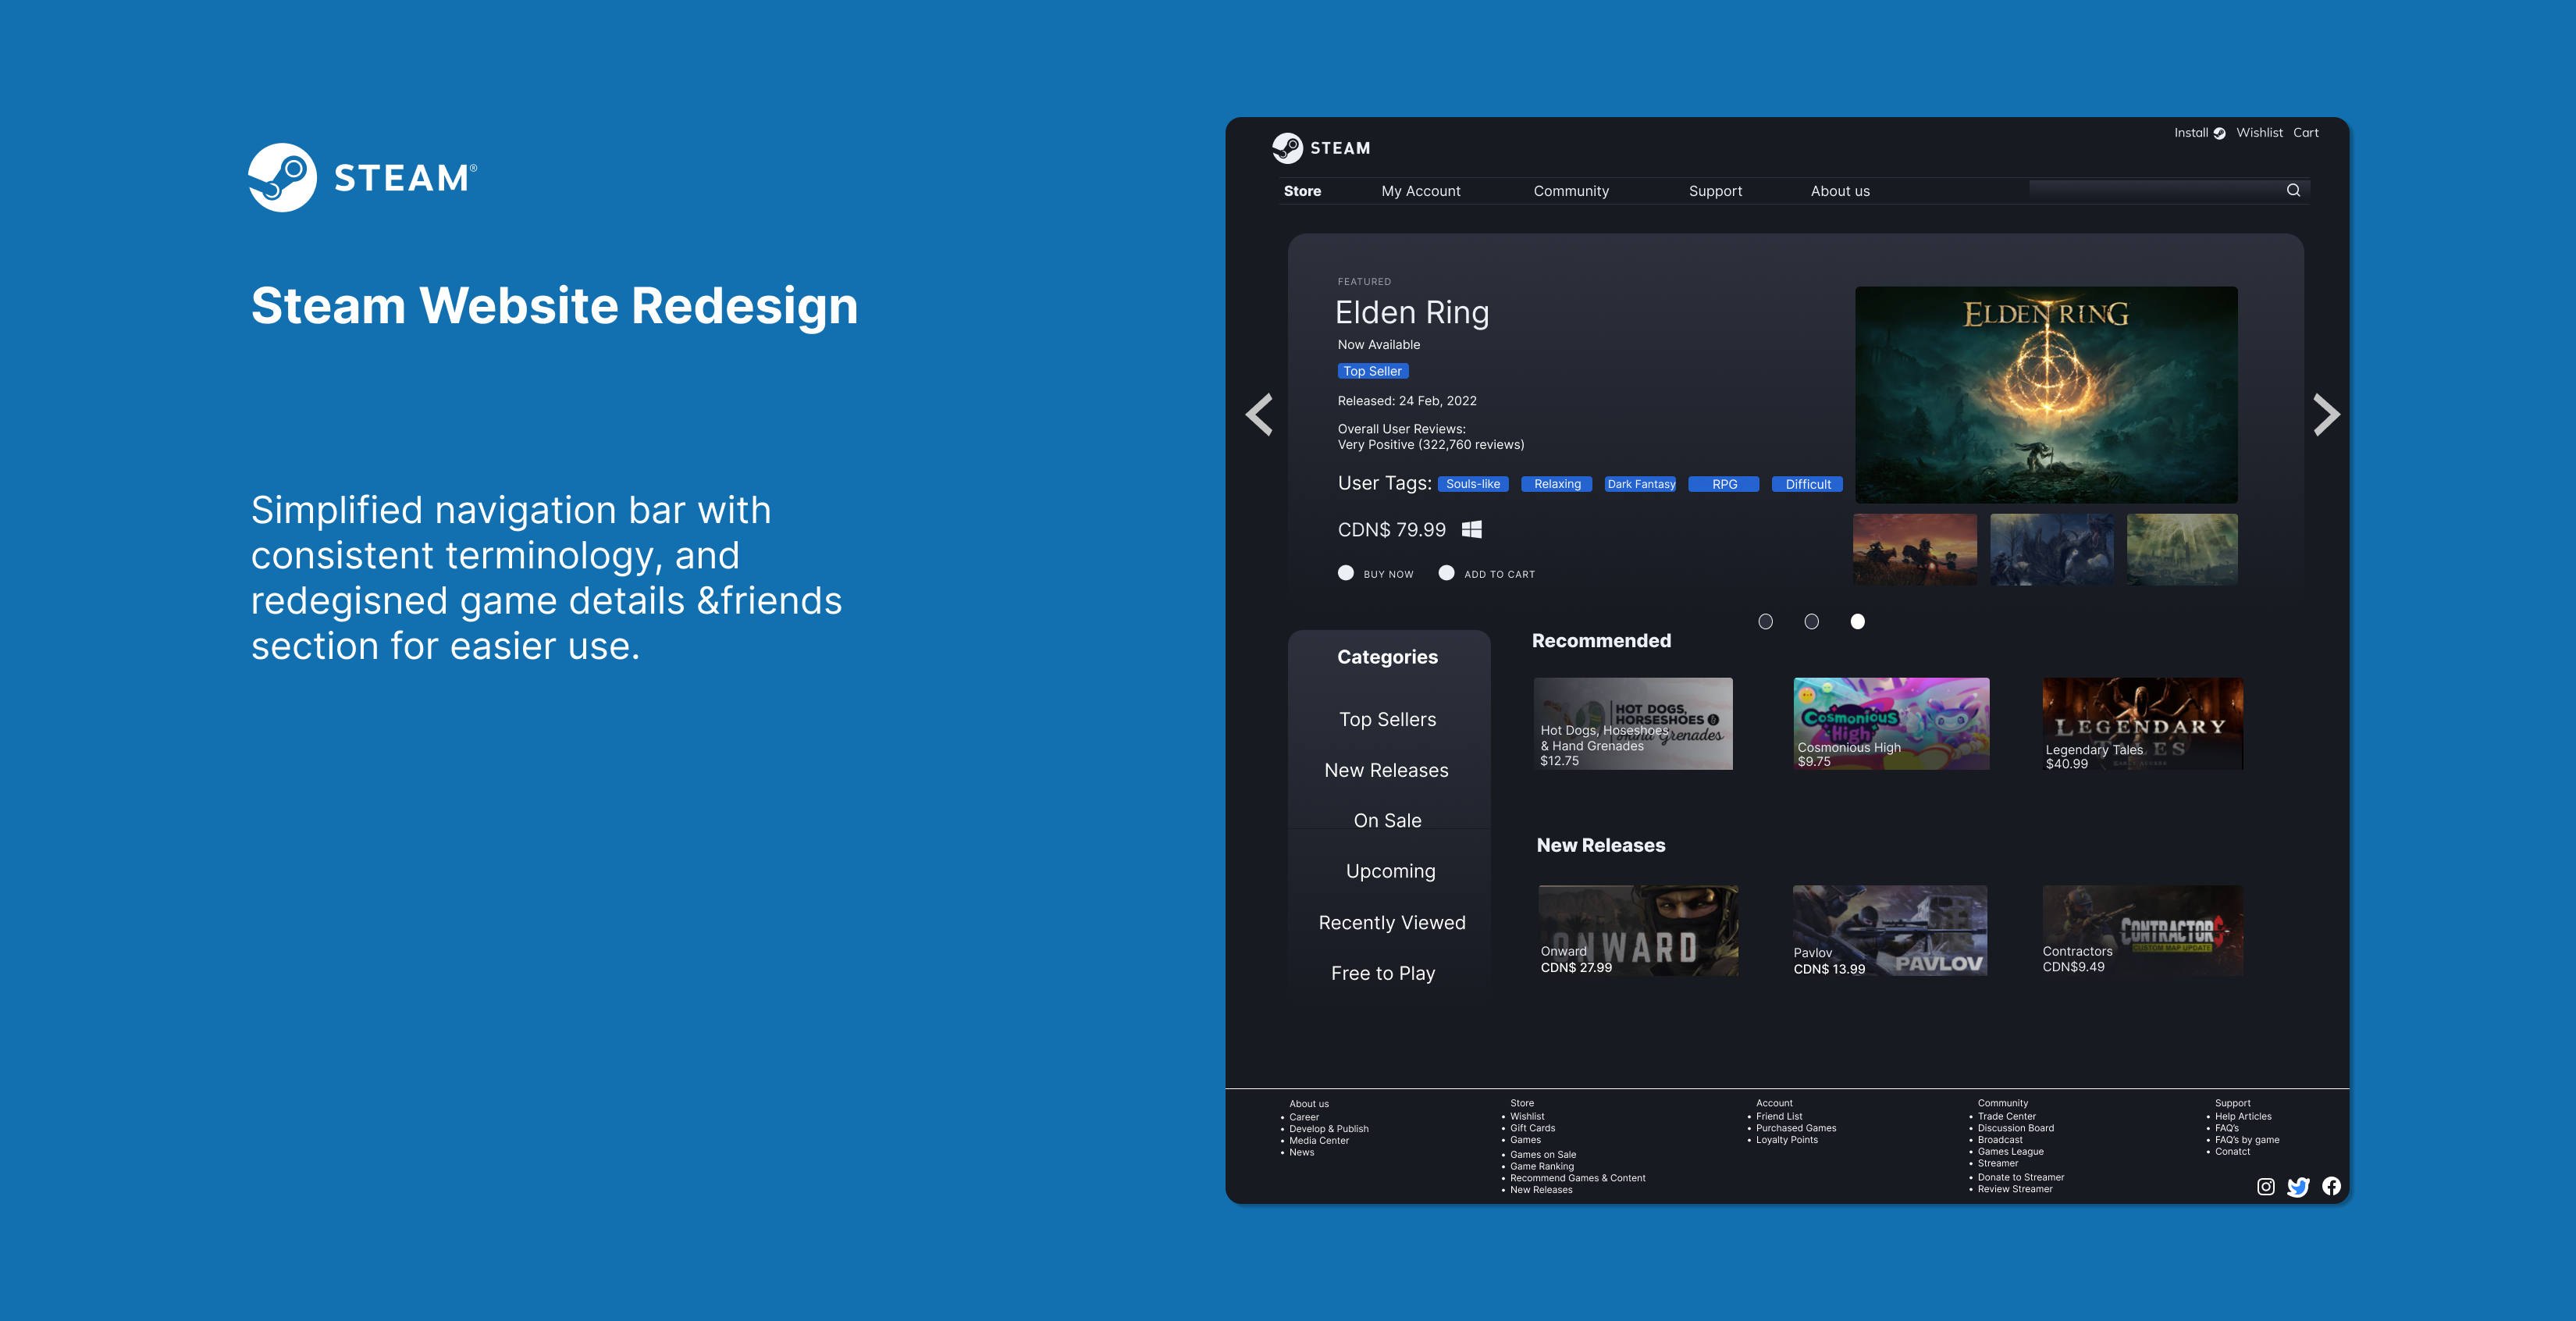 STEAM®
Steam Website Redesign
Simplified navigation bar with
consistent terminology, and
redegisned game details &friends
section for easier use.
STEAM
Install Wishlist Cart
Store My Account Community Support About us
FEATURED
Elden Ring
Now Available
Top Seller
Released: 24 Feb, 2022
Overall User Reviews:
Very Positive (322,760 reviews)
User Tags: Souls-like Relaxing Dark Fantasy RPG Difficult
CDN$ 79.99
BUY NOW ADD TO CART
ELDEN RING
Categories
Top Sellers
New Releases
On Sale
Upcoming
Recently Viewed
Free to Play
Recommended
HOT DOGS,
HORSESHOES &
Hand Grenades
Hot Dogs, Hoseshoes
& Hand Grenades
$12.75
Cosmonious
High
Cosmonious High
$9.75
LEGENDARY
TALES
EARLY ACCESS
Legendary Tales
$40.99
New Releases
ONWARD
Onward
CDN$ 27.99
PAVLOV
Pavlov
CDN$ 13.99
CONTRACTORS
CUSTOM MAP UPDATE
Contractors
CDN$9.49
About us
• Career
• Develop & Publish
• Media Center
• News
Store
• Wishlist
• Gift Cards
• Games
• Games on Sale
• Game Ranking
• Recommend Games & Content
• New Releases
Account
• Friend List
• Purchased Games
• Loyalty Points
Community
• Trade Center
• Discussion Board
• Broadcast
• Games League
• Streamer
• Donate to Streamer
• Review Streamer
Support
• Help Articles
• FAQ's
• FAQ's by game
• Conatct